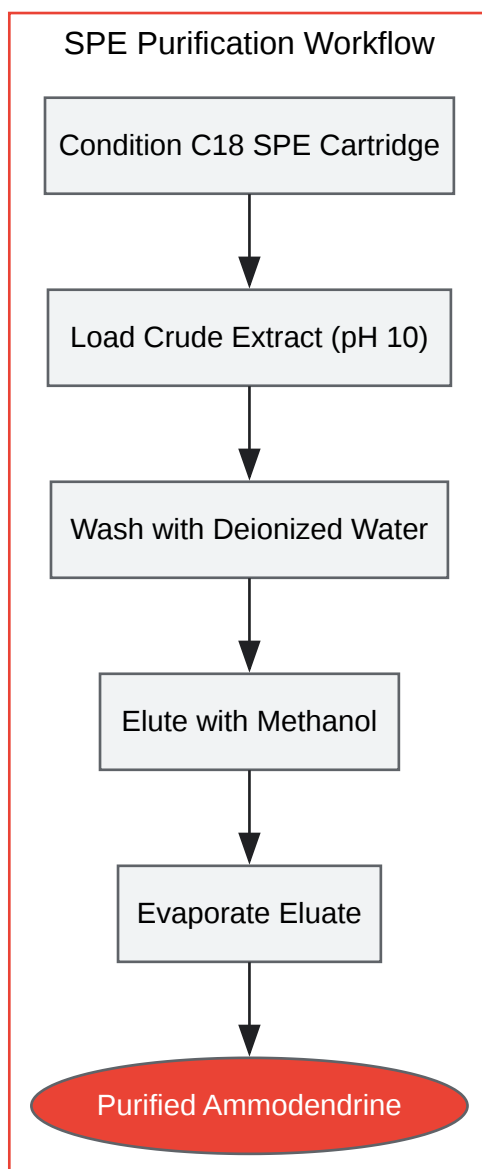 SPE Purification Workflow
Condition C18 SPE Cartridge
Load Crude Extract (pH 10)
Wash with Deionized Water
Elute with Methanol
Evaporate Eluate
Purified Ammodendrine